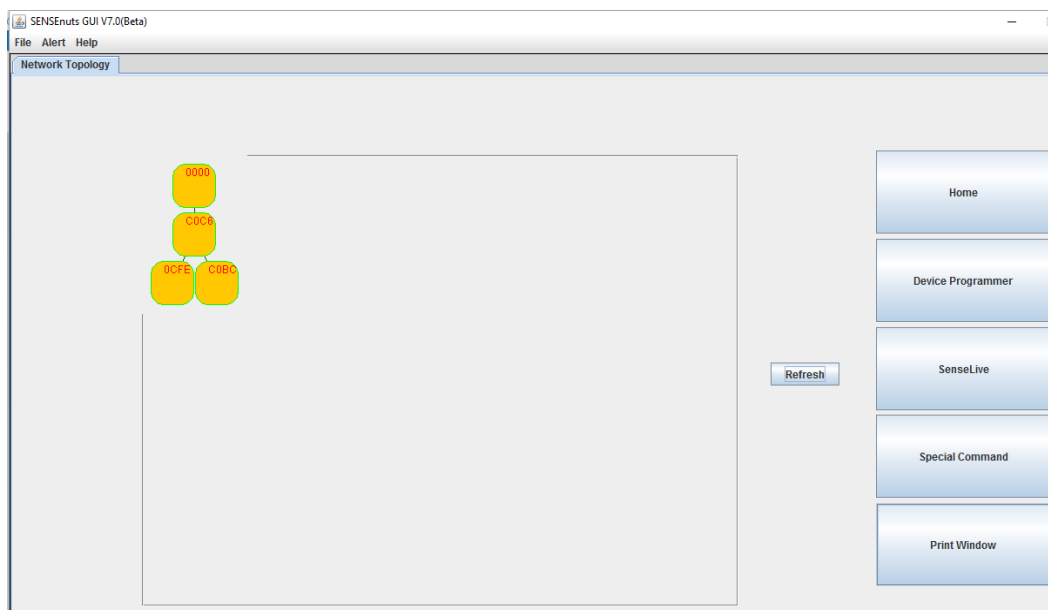 SENSEnuts GUI V7.0(Beta)
File Alert Help
Network Topology
0000
C0C6
0CFE C0BC
Refresh
Home
Device Programmer
SenseLive
Special Command
Print Window